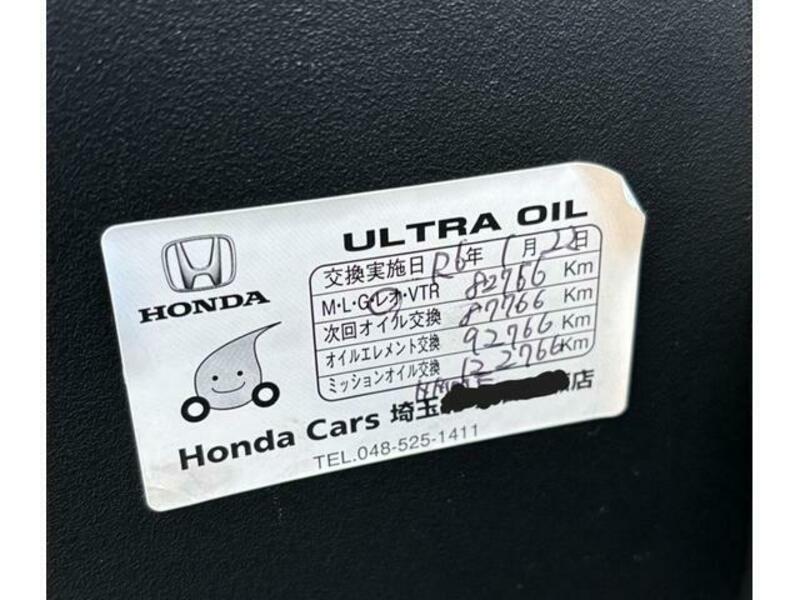 ULTRA OIL
HONDA
交換実施日 R6年 1月 22日
M・L・G・レオ・VTR 82766 Km
次回オイル交換 87766 Km
オイルエレメント交換 92766 Km
ミッションオイル交換 122766 Km
Honda Cars 埼玉 店
TEL.048-525-1411